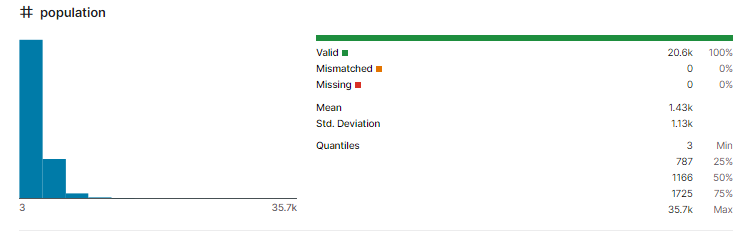 # population
Valid 20.6k 100%
Mismatched 0 0%
Missing 0 0%
Mean 1.43k
Std. Deviation 1.13k
Quantiles 3 Min
787 25%
1166 50%
1725 75%
3 35.7k 35.7k Max